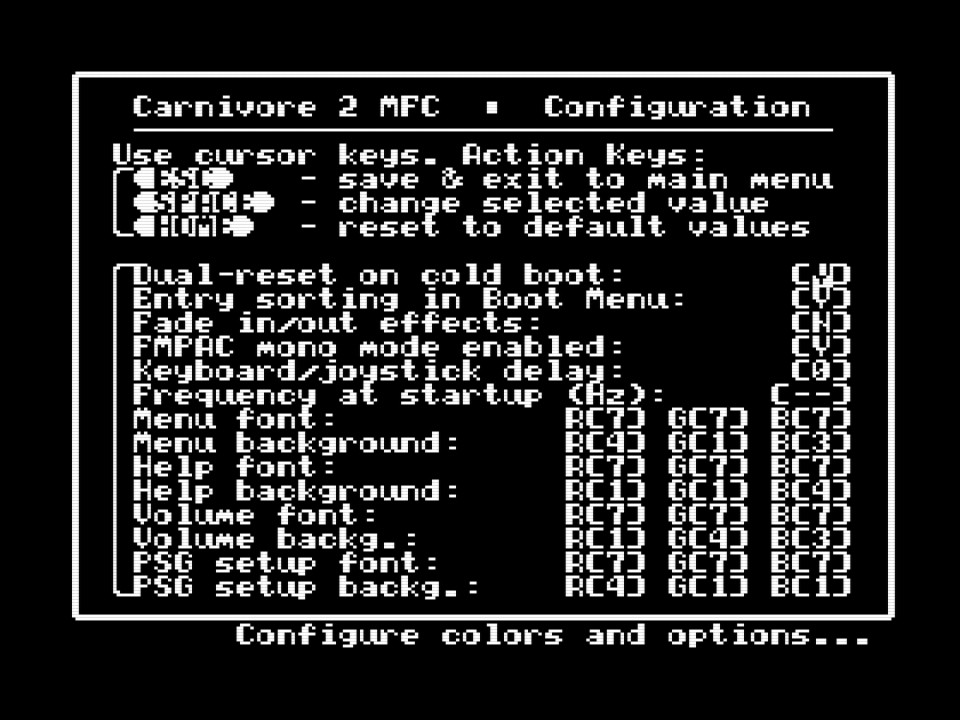 Carnivore 2 MFC ▪ Configuration
Use cursor keys. Action Keys:
- save & exit to main menu
SPACE - change selected value
HOME - reset to default values
Dual-reset on cold boot: [Y]
Entry sorting in Boot Menu: [Y]
Fade in/out effects: [N]
FMPAC mono mode enabled: [Y]
Keyboard/joystick delay: [0]
Frequency at startup (Hz): [--]
Menu font: R[7] G[7] B[7]
Menu background: R[4] G[1] B[3]
Help font: R[7] G[7] B[7]
Help background: R[1] G[1] B[4]
Volume font: R[7] G[7] B[7]
Volume backg.: R[1] G[4] B[3]
PSG setup font: R[7] G[7] B[7]
PSG setup backg.: R[4] G[1] B[1]
Configure colors and options...